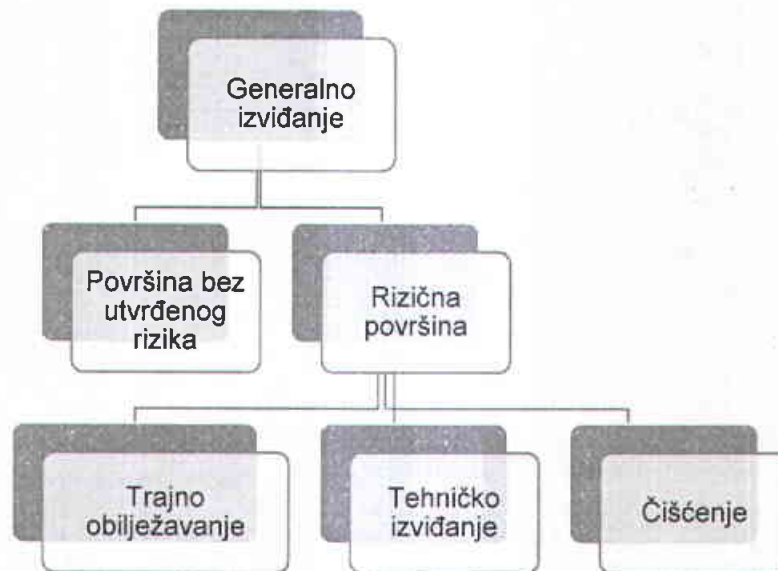 Generalno
izviđanje
Površina bez
utvrđenog
rizika
Rizična
površina
Trajno
obilježavanje
Tehničko
izviđanje
Čišćenje